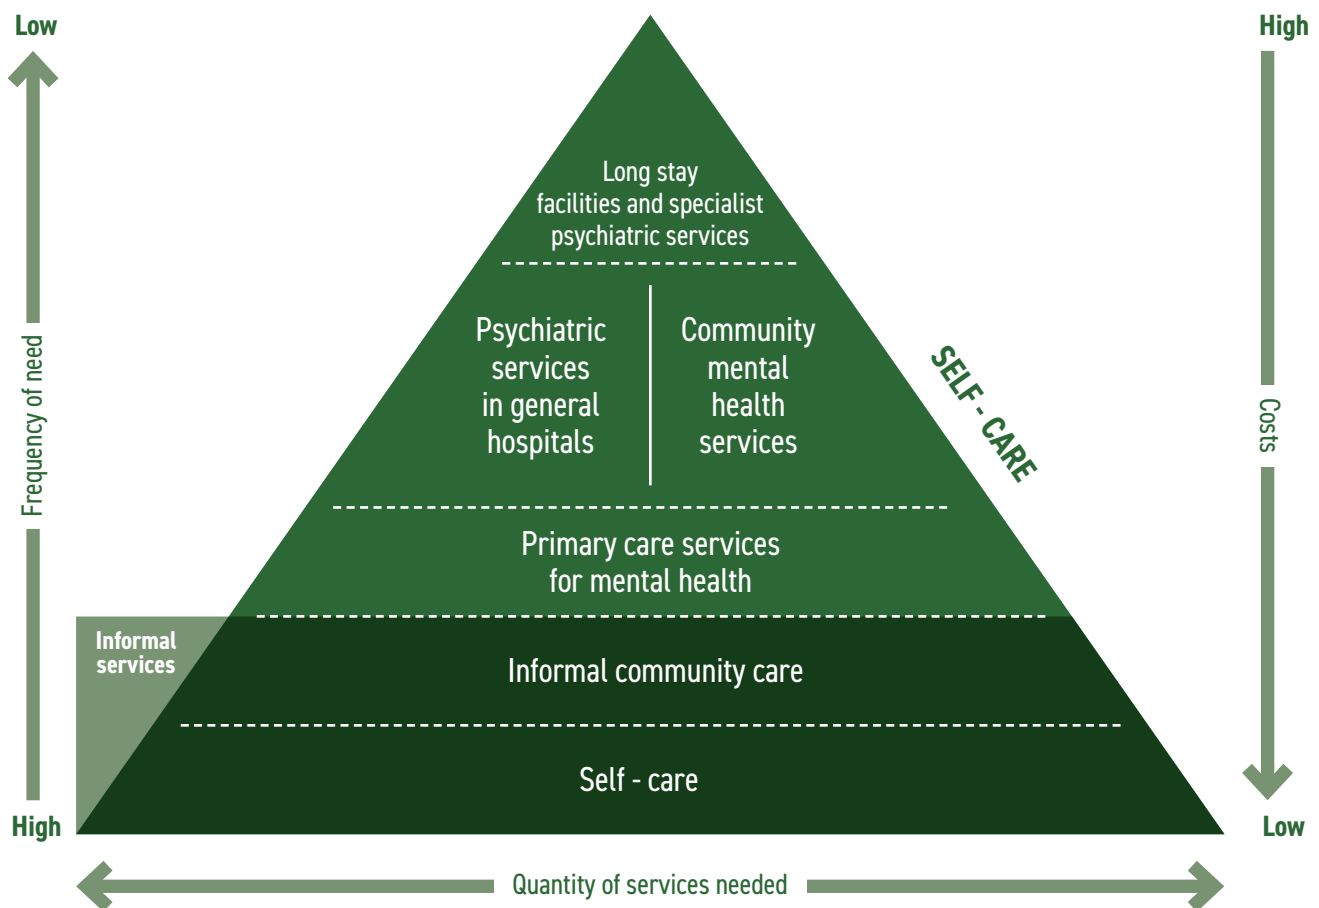 Low
High
Long stay
facilities and specialist
psychiatric services
Psychiatric
services
in general
hospitals
Community
mental
health
services
SELF - CARE
Frequency of need
Costs
Primary care services
for mental health
Informal
services
Informal community care
Self - care
High
Low
Quantity of services needed